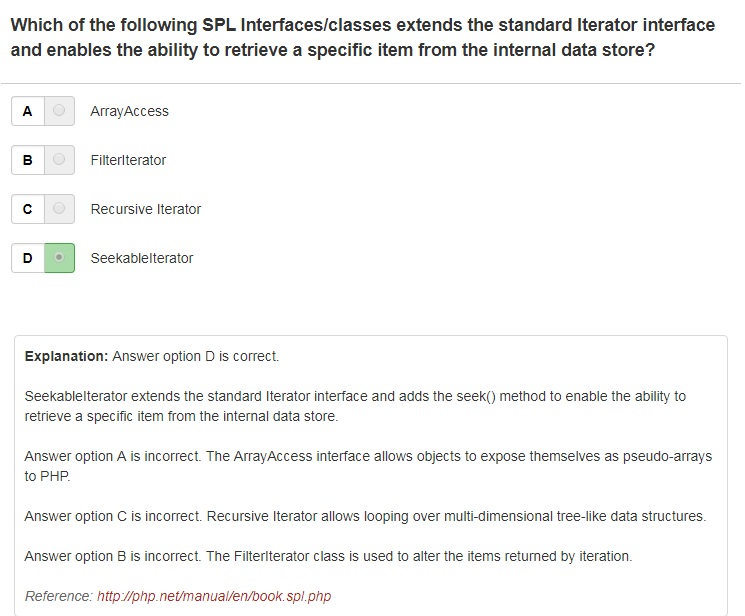 Which of the following SPL Interfaces/classes extends the standard Iterator interface
and enables the ability to retrieve a specific item from the internal data store?
A ArrayAccess
B FilterIterator
C Recursive Iterator
D SeekableIterator
Explanation: Answer option D is correct.
SeekableIterator extends the standard Iterator interface and adds the seek() method to enable the ability to
retrieve a specific item from the internal data store.
Answer option A is incorrect. The ArrayAccess interface allows objects to expose themselves as pseudo-arrays
to PHP.
Answer option C is incorrect. Recursive Iterator allows looping over multi-dimensional tree-like data structures.
Answer option B is incorrect. The FilterIterator class is used to alter the items returned by iteration.
Reference: http://php.net/manual/en/book.spl.php